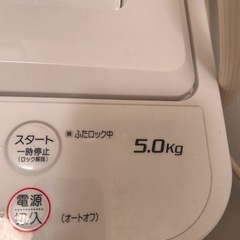 スタート
一時停止
(ロック解除)
ふたロック中
5.0Kg
電源
切/入
(オートオフ)